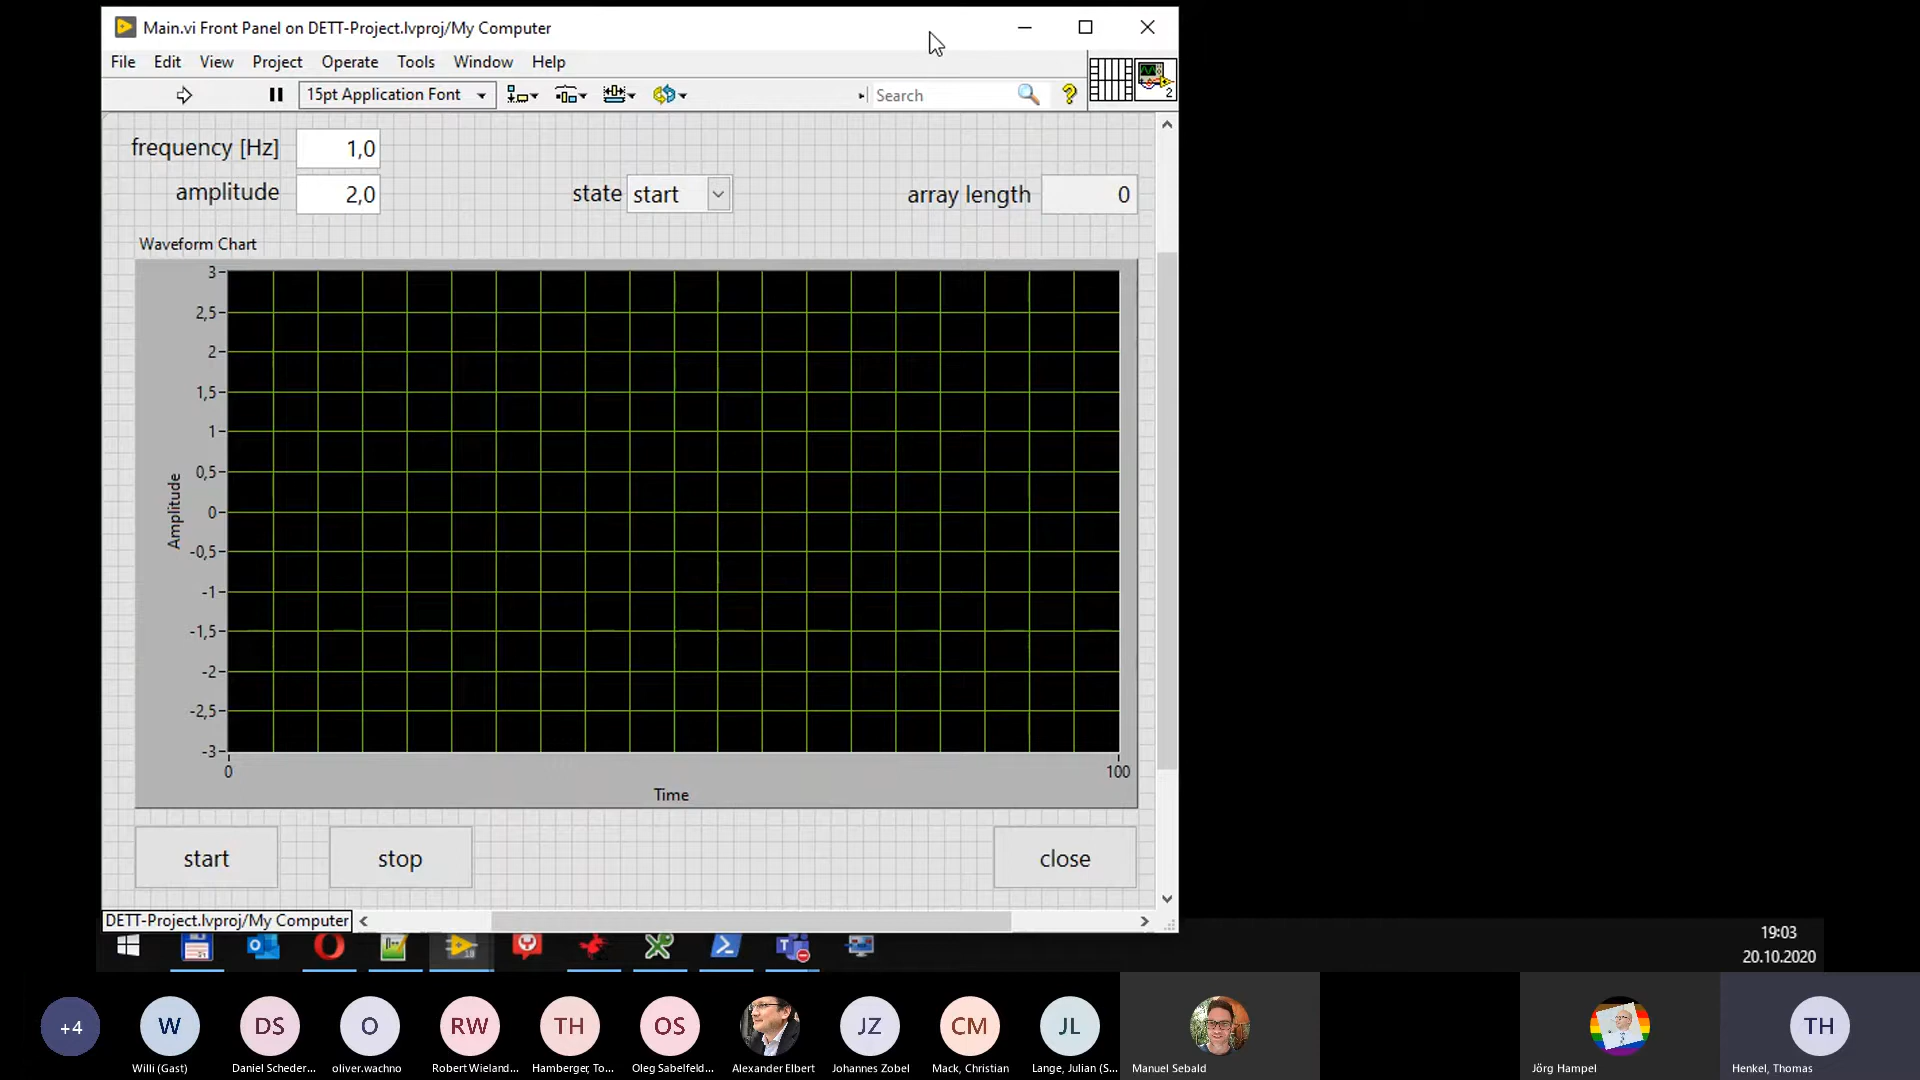 Main.vi Front Panel on DETT-Project.lvproj/My Computer
File Edit View Project Operate Tools Window Help
15pt Application Font
Search
?
2
frequency [Hz] 1,0
amplitude 2,0
state start
array length 0
Waveform Chart
3
2,5
2
1,5
1
0,5
0
-0,5
-1
-1,5
-2
-2,5
-3
Amplitude
0 100
Time
start stop close
DETT-Project.lvproj/My Computer
19:03
20.10.2020
+4 W DS O RW TH OS JZ CM JL TH
Willi (Gast) Daniel Scheder... oliver.wachno Robert Wieland... Hamberger, To... Oleg Sabelfeld... Alexander Elbert Johannes Zobel Mack, Christian Lange, Julian (S... Manuel Sebald Jörg Hampel Henkel, Thomas